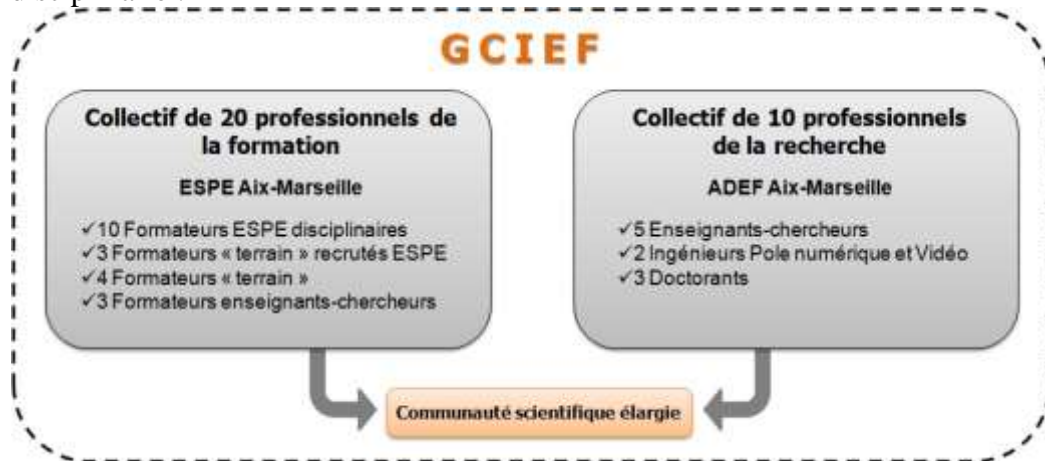 GCIEF
Collectif de 20 professionnels de
la formation
ESPE Aix-Marseille
✓10 Formateurs ESPE disciplinaires
✓3 Formateurs « terrain » recrutés ESPE
✓4 Formateurs « terrain »
✓3 Formateurs enseignants-chercheurs
Collectif de 10 professionnels
de la recherche
ADEF Aix-Marseille
✓5 Enseignants-chercheurs
✓2 Ingénieurs Pole numérique et Vidéo
✓3 Doctorants
Communauté scientifique élargie